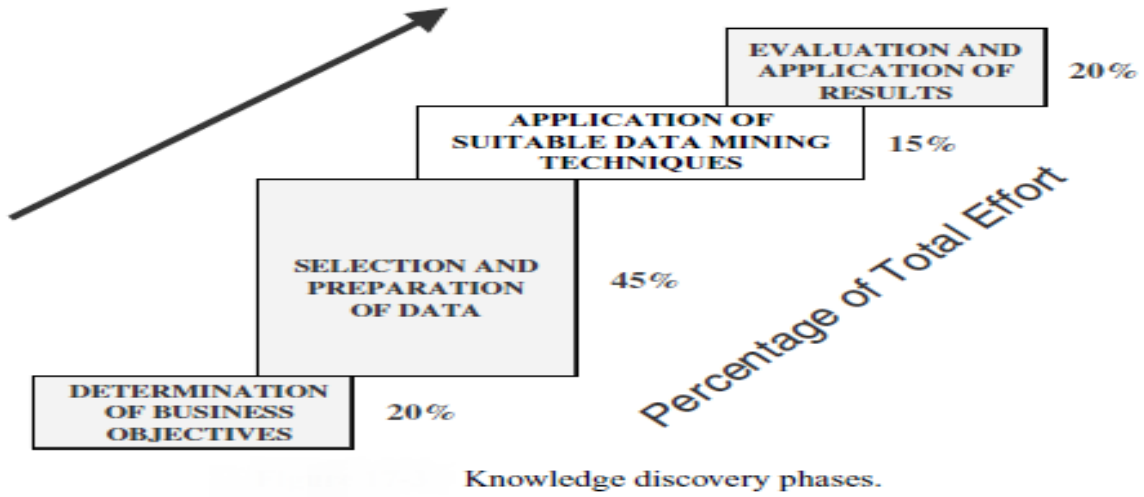 EVALUATION AND
APPLICATION OF
RESULTS
20%
APPLICATION OF
SUITABLE DATA MINING
TECHNIQUES
15%
SELECTION AND
PREPARATION
OF DATA
45%
Percentage of Total Effort
DETERMINATION
OF BUSINESS
OBJECTIVES
20%
Knowledge discovery phases.